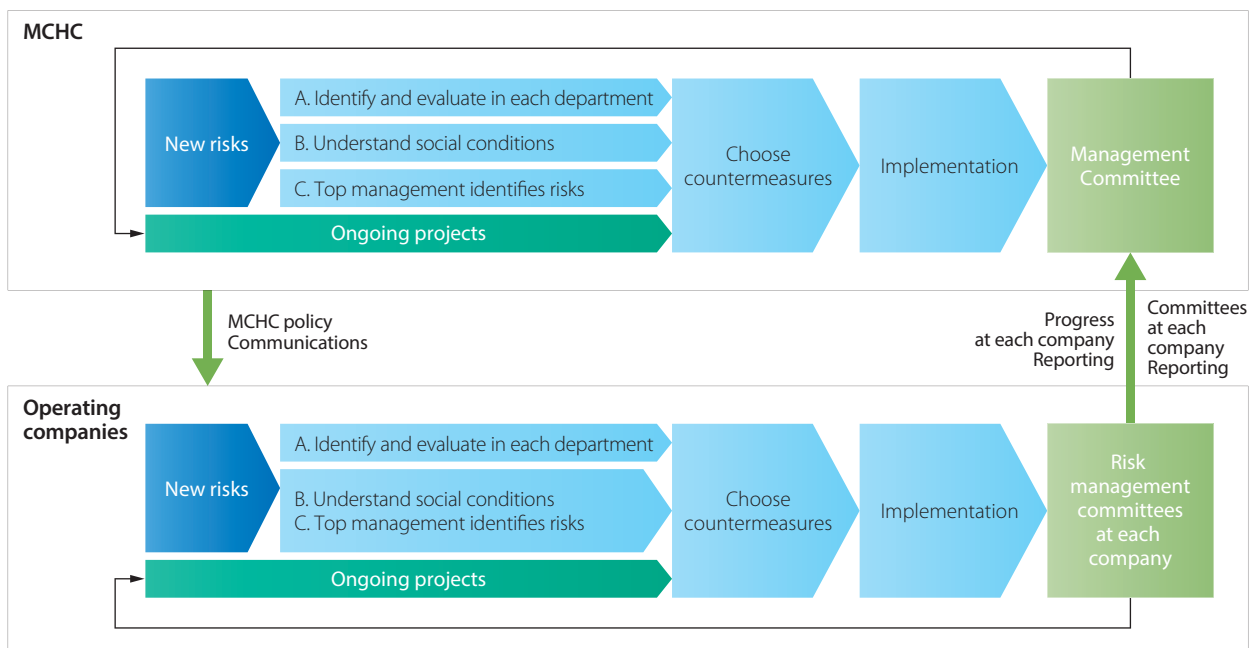 MCHC
New risks
A. Identify and evaluate in each department
B. Understand social conditions
C. Top management identifies risks
Ongoing projects
Choose
countermeasures
Implementation
Management
Committee
MCHC policy
Communications
Progress
at each company
Reporting
Committees
at each
company
Reporting
Operating
companies
New risks
A. Identify and evaluate in each department
B. Understand social conditions
C. Top management identifies risks
Ongoing projects
Choose
countermeasures
Implementation
Risk
management
committees
at each
company